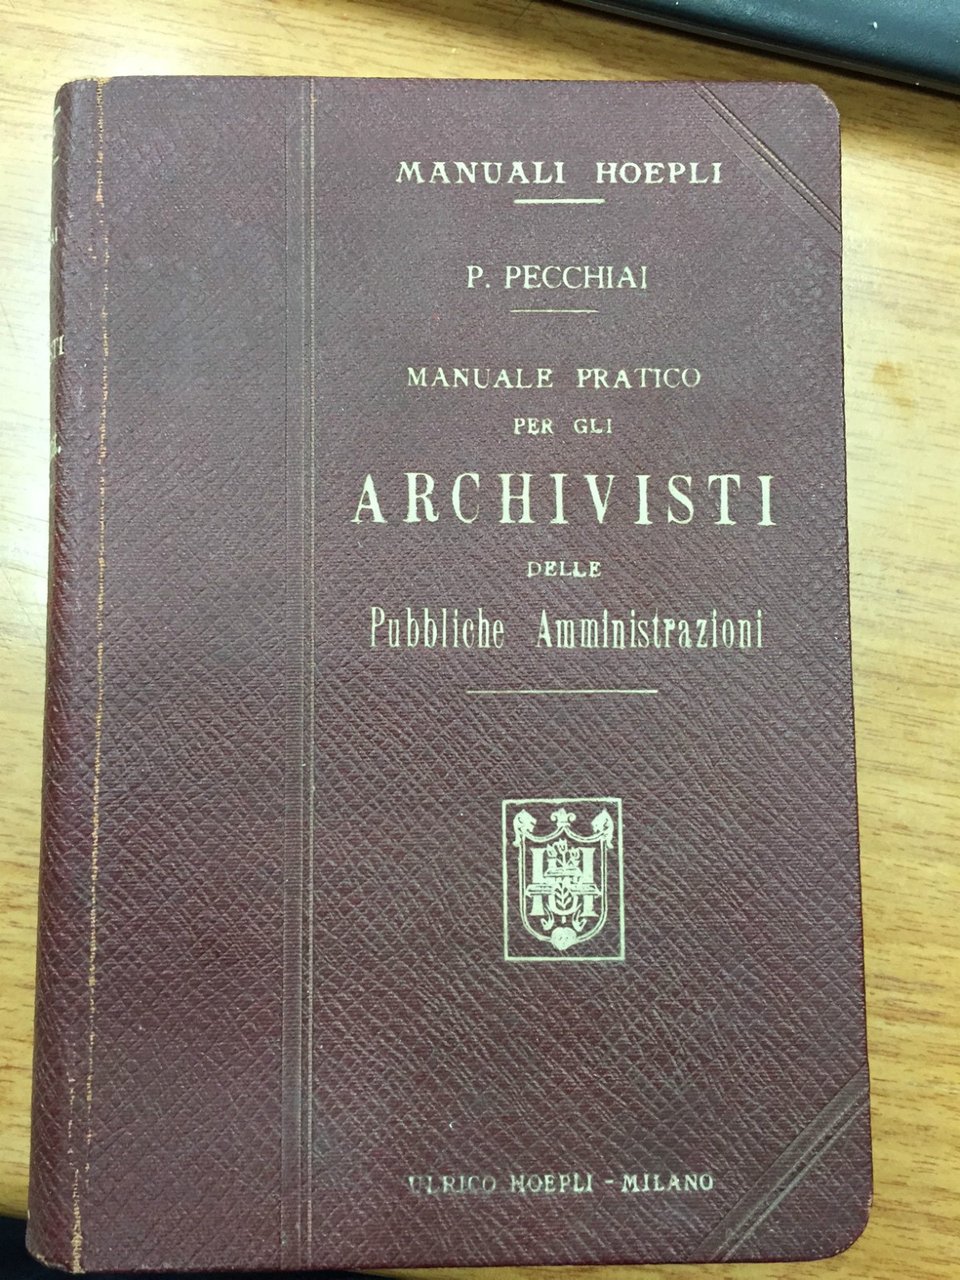 MANUALI HOEPLI
P. PECCHIAI
MANUALE PRATICO
PER GLI
ARCHIVISTI
DELLE
Pubbliche Amministrazioni
H
ULRICO HOEPLI - MILANO